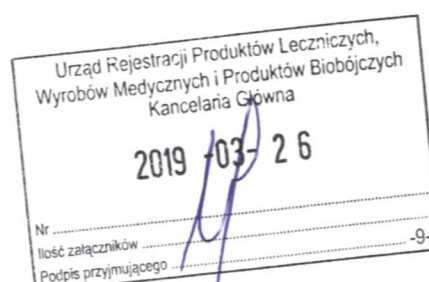 Urząd Rejestracji Produktów Leczniczych,
Wyrobów Medycznych i Produktów Biobójczych
Kancelaria Główna
2019 -03- 26
Nr
Ilość załączników
Podpis przyjmującego -9-